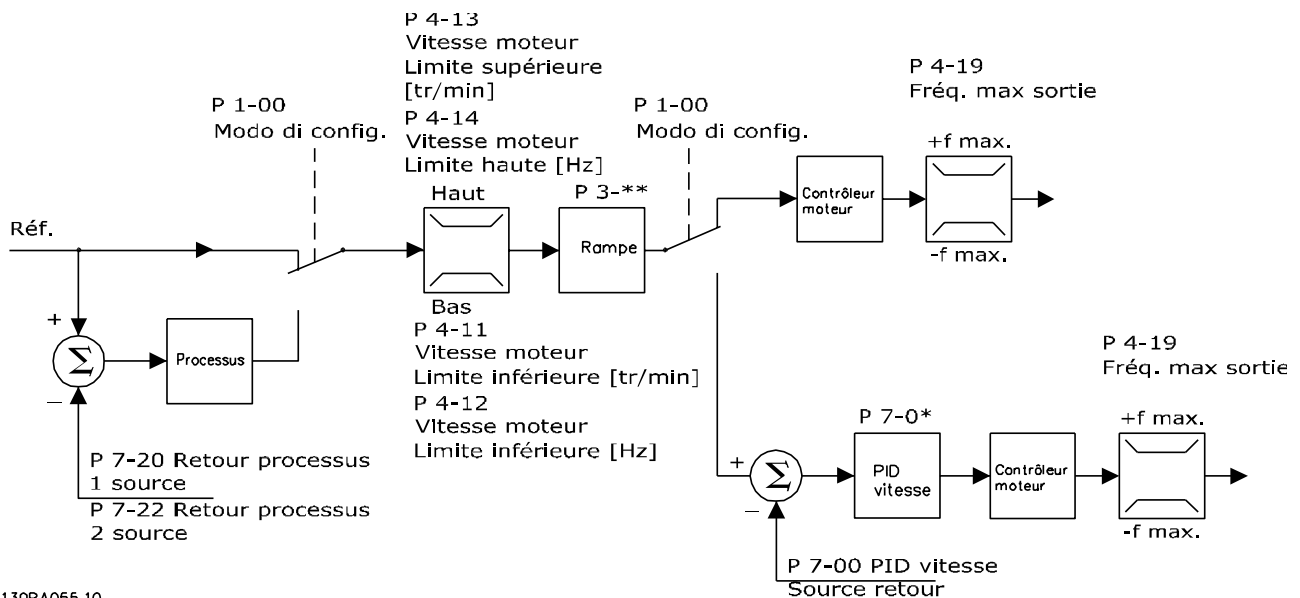 P 4-13
Vitesse moteur
Limite supérieure
[tr/min]
P 4-14
Vitesse moteur
Limite haute [Hz]
P 1-00
Modo di config.
P 1-00
Modo di config.
P 4-19
Fréq. max sortie
+f max.
Haut
P 3-**
Contrôleur
moteur
Réf.
Rampe
-f max.
Bas
+
Σ
Processus
−
P 4-11
Vitesse moteur
Limite inférieure [tr/min]
P 4-12
Vitesse moteur
Limite inférieure [Hz]
P 4-19
Fréq. max sortie
P 7-0*
+f max.
P 7-20 Retour processus
1 source
P 7-22 Retour processus
2 source
+
Σ
−
PID
vitesse
Contrôleur
moteur
-f max.
P 7-00 PID vitesse
Source retour
130BA055.10